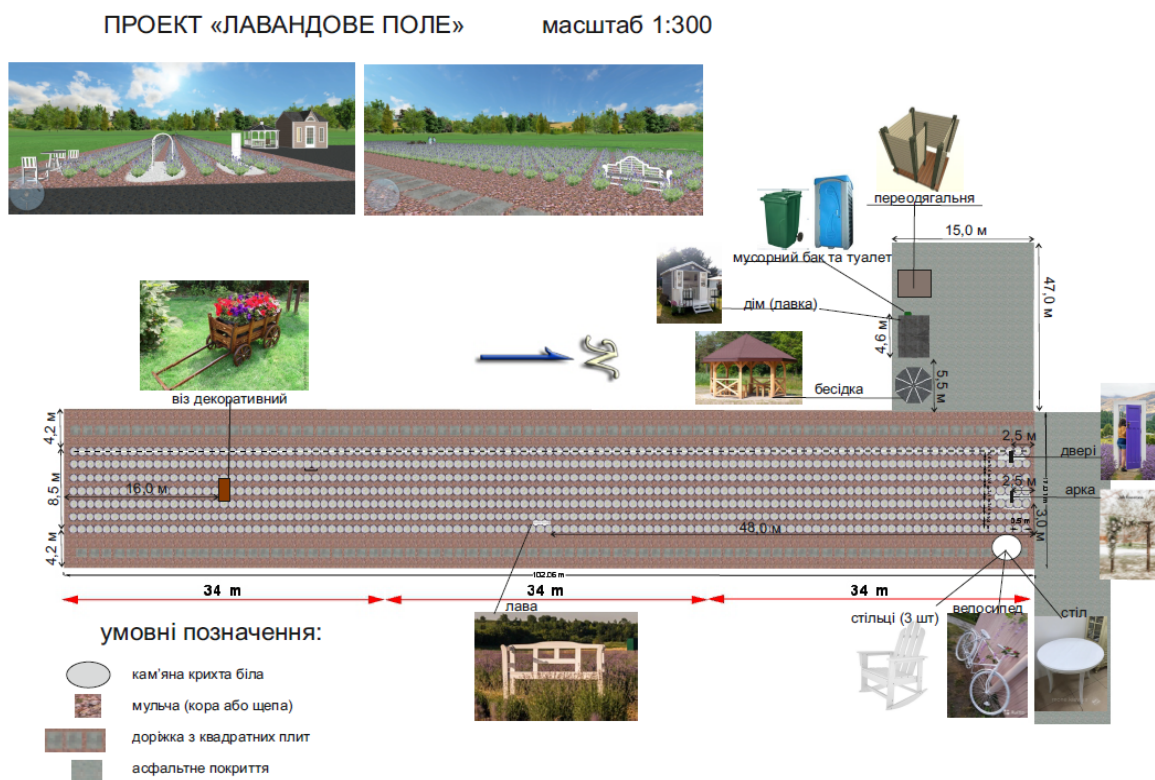 ПРОЕКТ «ЛАВАНДОВЕ ПОЛЕ» масштаб 1:300
переодягальня
15,0 м
мусорний бак та туалет
47,0 м
дім (лавка)
4,6 м
5,5 м
бесідка
віз декоративний
4,2 м
2,5 м
двері
16,0 м
8,5 м
2,5 м
арка
3,0 м
48,0 м
4,2 м
102.06 m
34 m
34 m
34 m
лава
стільці (3 шт)
велосипед
стіл
умовні позначення:
кам'яна крихта біла
мульча (кора або щепа)
доріжка з квадратних плит
асфальтне покриття